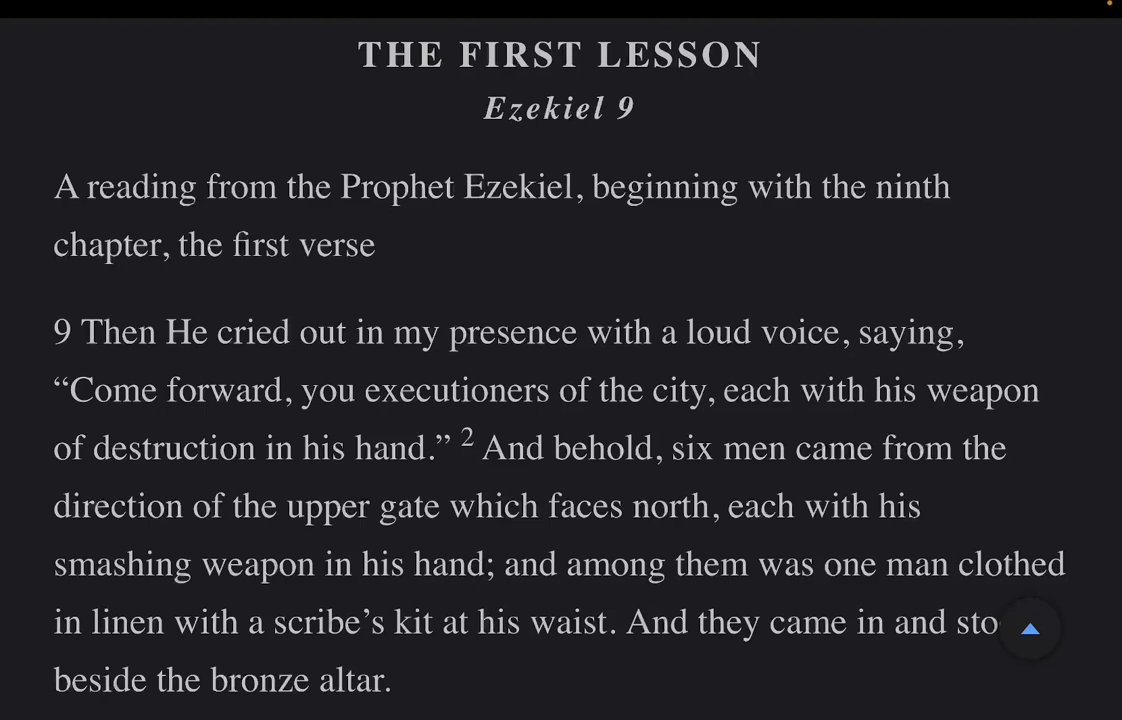 THE FIRST LESSON
Ezekiel 9
A reading from the Prophet Ezekiel, beginning with the ninth
chapter, the first verse
9 Then He cried out in my presence with a loud voice, saying,
“Come forward, you executioners of the city, each with his weapon
of destruction in his hand.” 2 And behold, six men came from the
direction of the upper gate which faces north, each with his
smashing weapon in his hand; and among them was one man clothed
in linen with a scribe’s kit at his waist. And they came in and
beside the bronze altar.